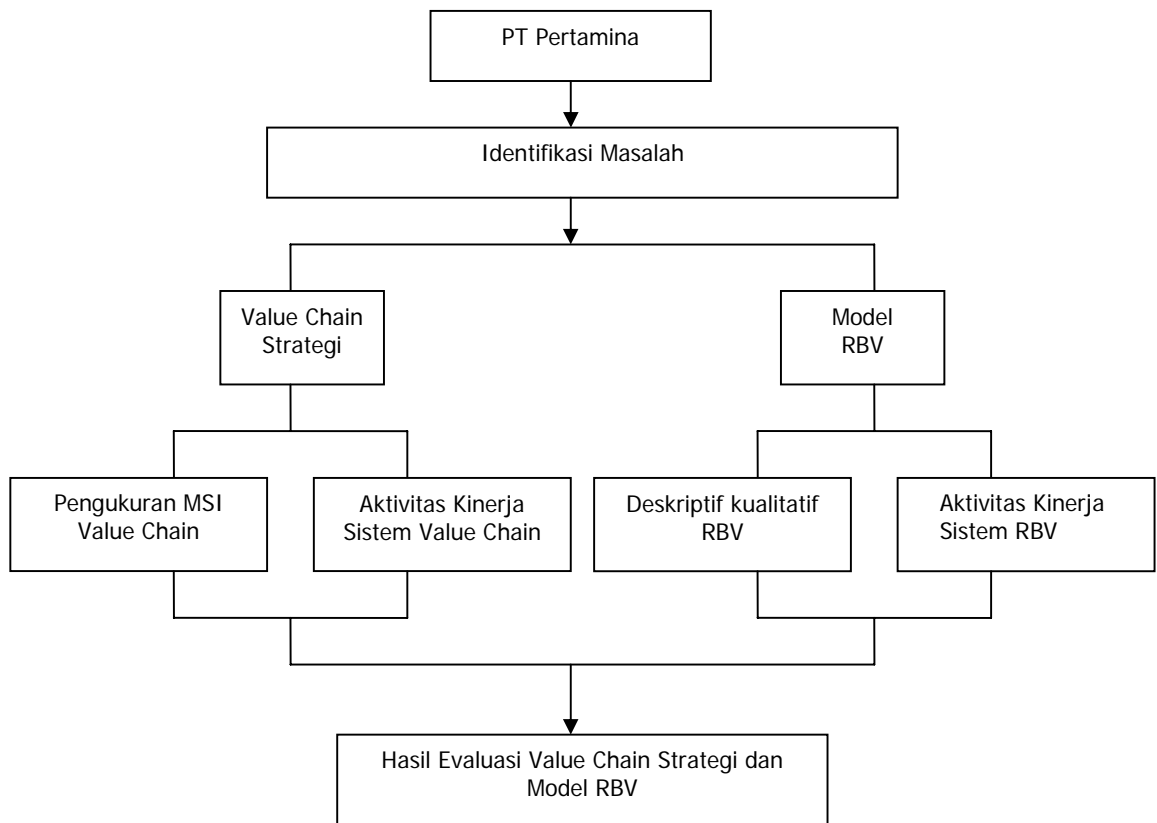 PT Pertamina
Identifikasi Masalah
Value Chain
Strategi
Model
RBV
Pengukuran MSI
Value Chain
Aktivitas Kinerja
Sistem Value Chain
Deskriptif kualitatif
RBV
Aktivitas Kinerja
Sistem RBV
Hasil Evaluasi Value Chain Strategi dan
Model RBV